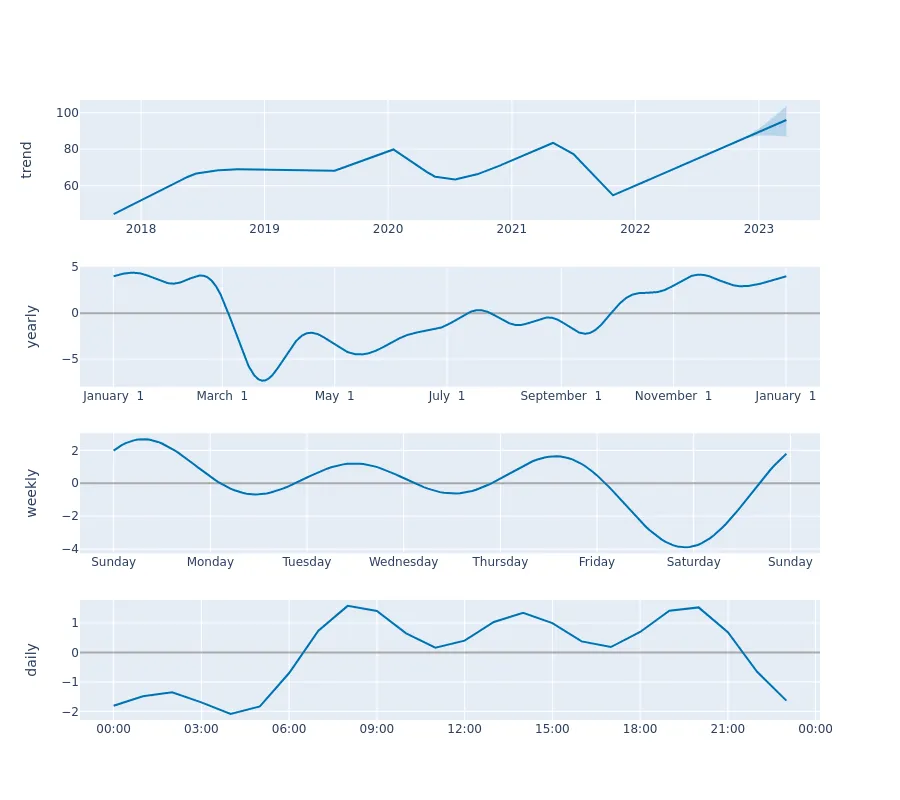 trend
100
80
60
2018 2019 2020 2021 2022 2023
yearly
5
0
−5
January 1 March 1 May 1 July 1 September 1 November 1 January 1
weekly
2
0
−2
−4
Sunday Monday Tuesday Wednesday Thursday Friday Saturday Sunday
daily
1
0
−1
−2
00:00 03:00 06:00 09:00 12:00 15:00 18:00 21:00 00:00